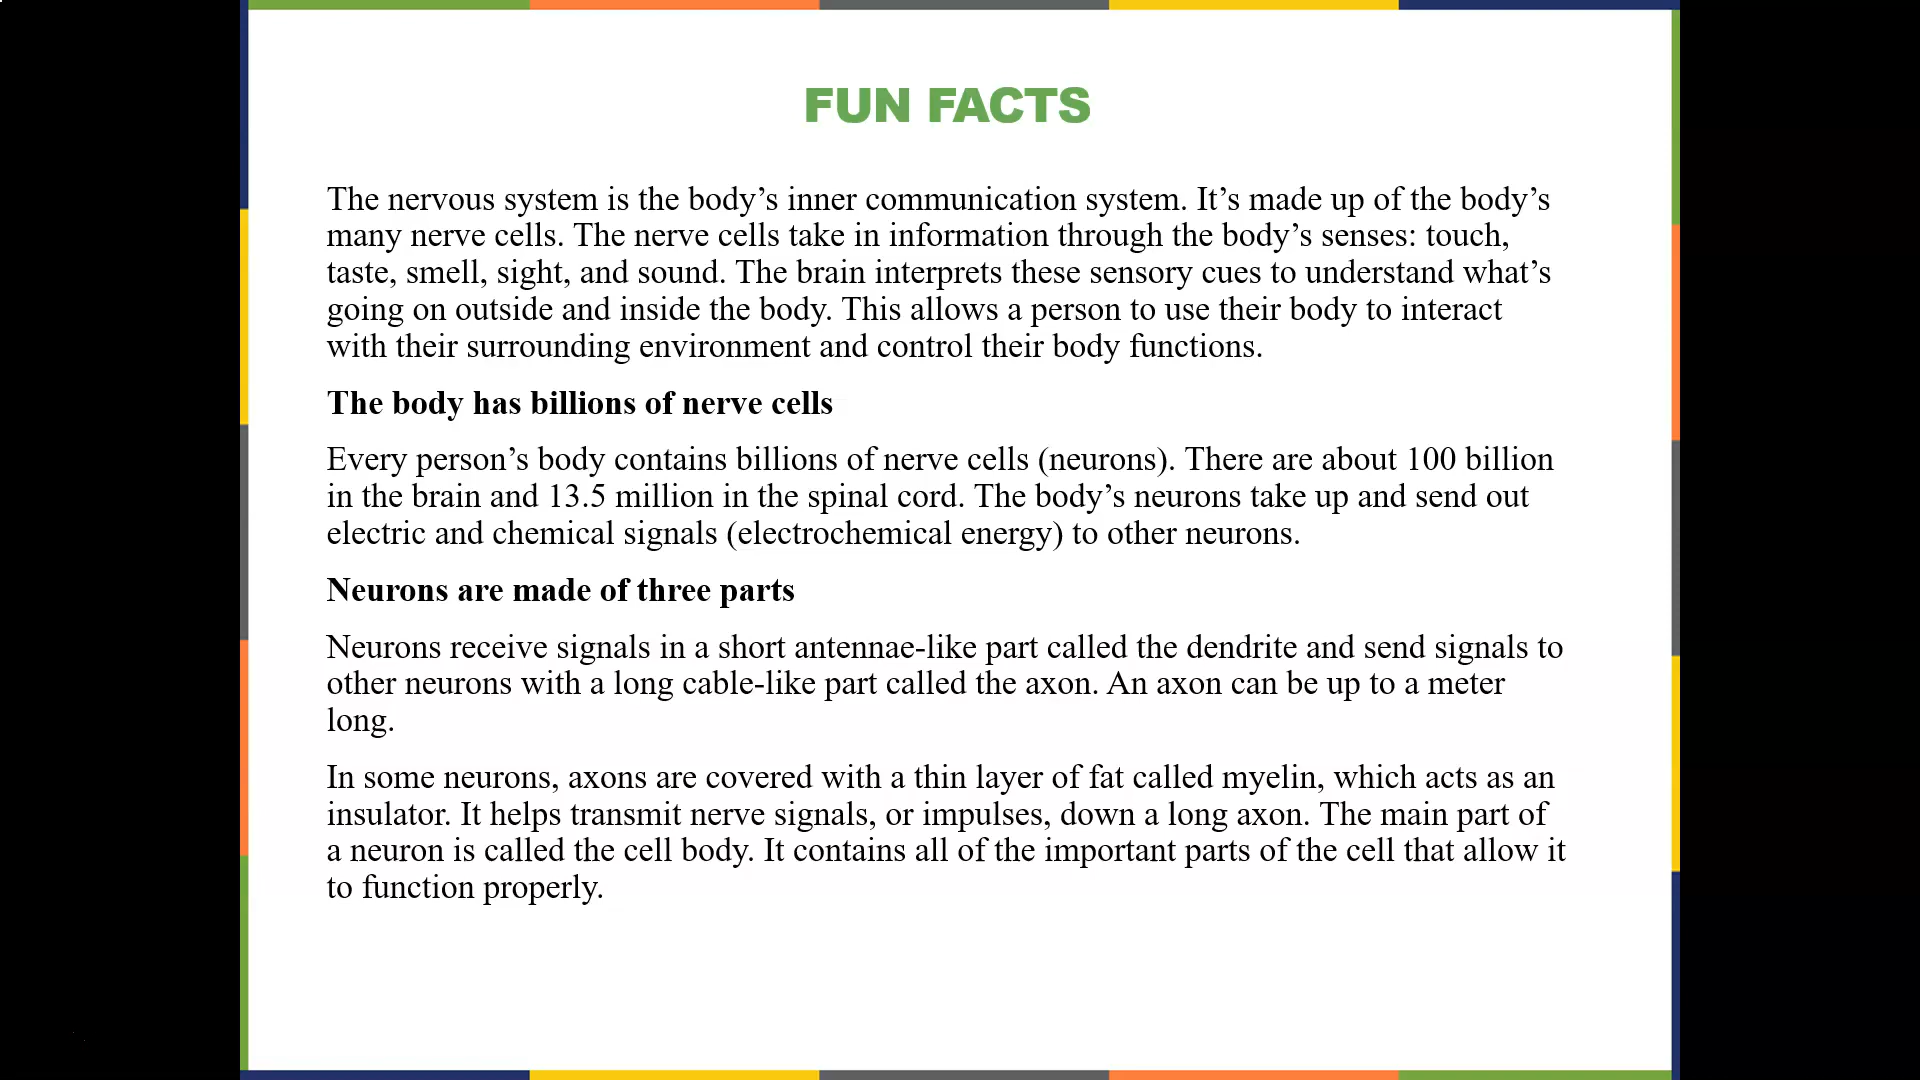 FUN FACTS
The nervous system is the body’s inner communication system. It’s made up of the body’s
many nerve cells. The nerve cells take in information through the body’s senses: touch,
taste, smell, sight, and sound. The brain interprets these sensory cues to understand what’s
going on outside and inside the body. This allows a person to use their body to interact
with their surrounding environment and control their body functions.
The body has billions of nerve cells
Every person’s body contains billions of nerve cells (neurons). There are about 100 billion
in the brain and 13.5 million in the spinal cord. The body’s neurons take up and send out
electric and chemical signals (electrochemical energy) to other neurons.
Neurons are made of three parts
Neurons receive signals in a short antennae-like part called the dendrite and send signals to
other neurons with a long cable-like part called the axon. An axon can be up to a meter
long.
In some neurons, axons are covered with a thin layer of fat called myelin, which acts as an
insulator. It helps transmit nerve signals, or impulses, down a long axon. The main part of
a neuron is called the cell body. It contains all of the important parts of the cell that allow it
to function properly.